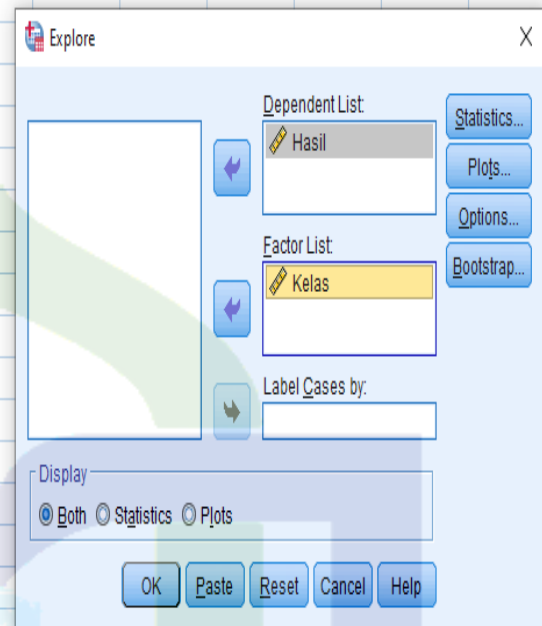 Explore
Dependent List:
Hasil
Statistics...
Plots...
Options...
Bootstrap...
Factor List:
Kelas
Label Cases by:
Display
Both Statistics Plots
OK Paste Reset Cancel Help